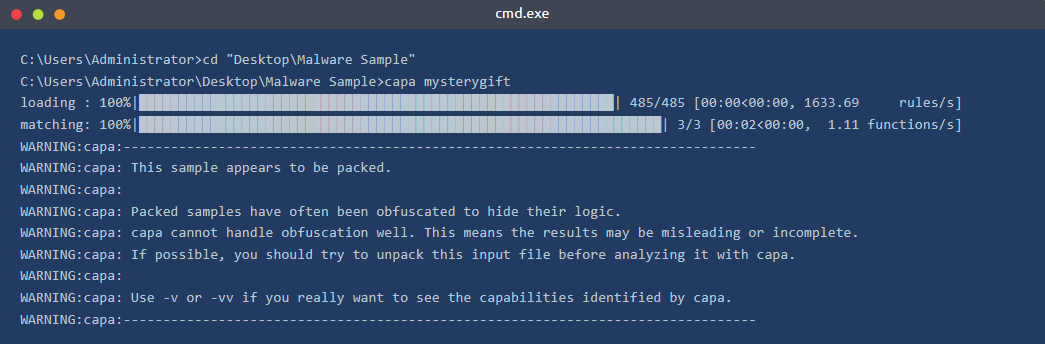 cmd.exe
C:\Users\Administrator>cd "Desktop\Malware Sample"
C:\Users\Administrator\Desktop\Malware Sample>capa mysterygift
loading : 100%| | 485/485 [00:00<00:00, 1633.69     rules/s]
matching: 100%| | 3/3 [00:02<00:00,  1.11 functions/s]
WARNING:capa:--------------------------------------------------------------------------------
WARNING:capa: This sample appears to be packed.
WARNING:capa:
WARNING:capa: Packed samples have often been obfuscated to hide their logic.
WARNING:capa: capa cannot handle obfuscation well. This means the results may be misleading or incomplete.
WARNING:capa: If possible, you should try to unpack this input file before analyzing it with capa.
WARNING:capa:
WARNING:capa: Use -v or -vv if you really want to see the capabilities identified by capa.
WARNING:capa:--------------------------------------------------------------------------------